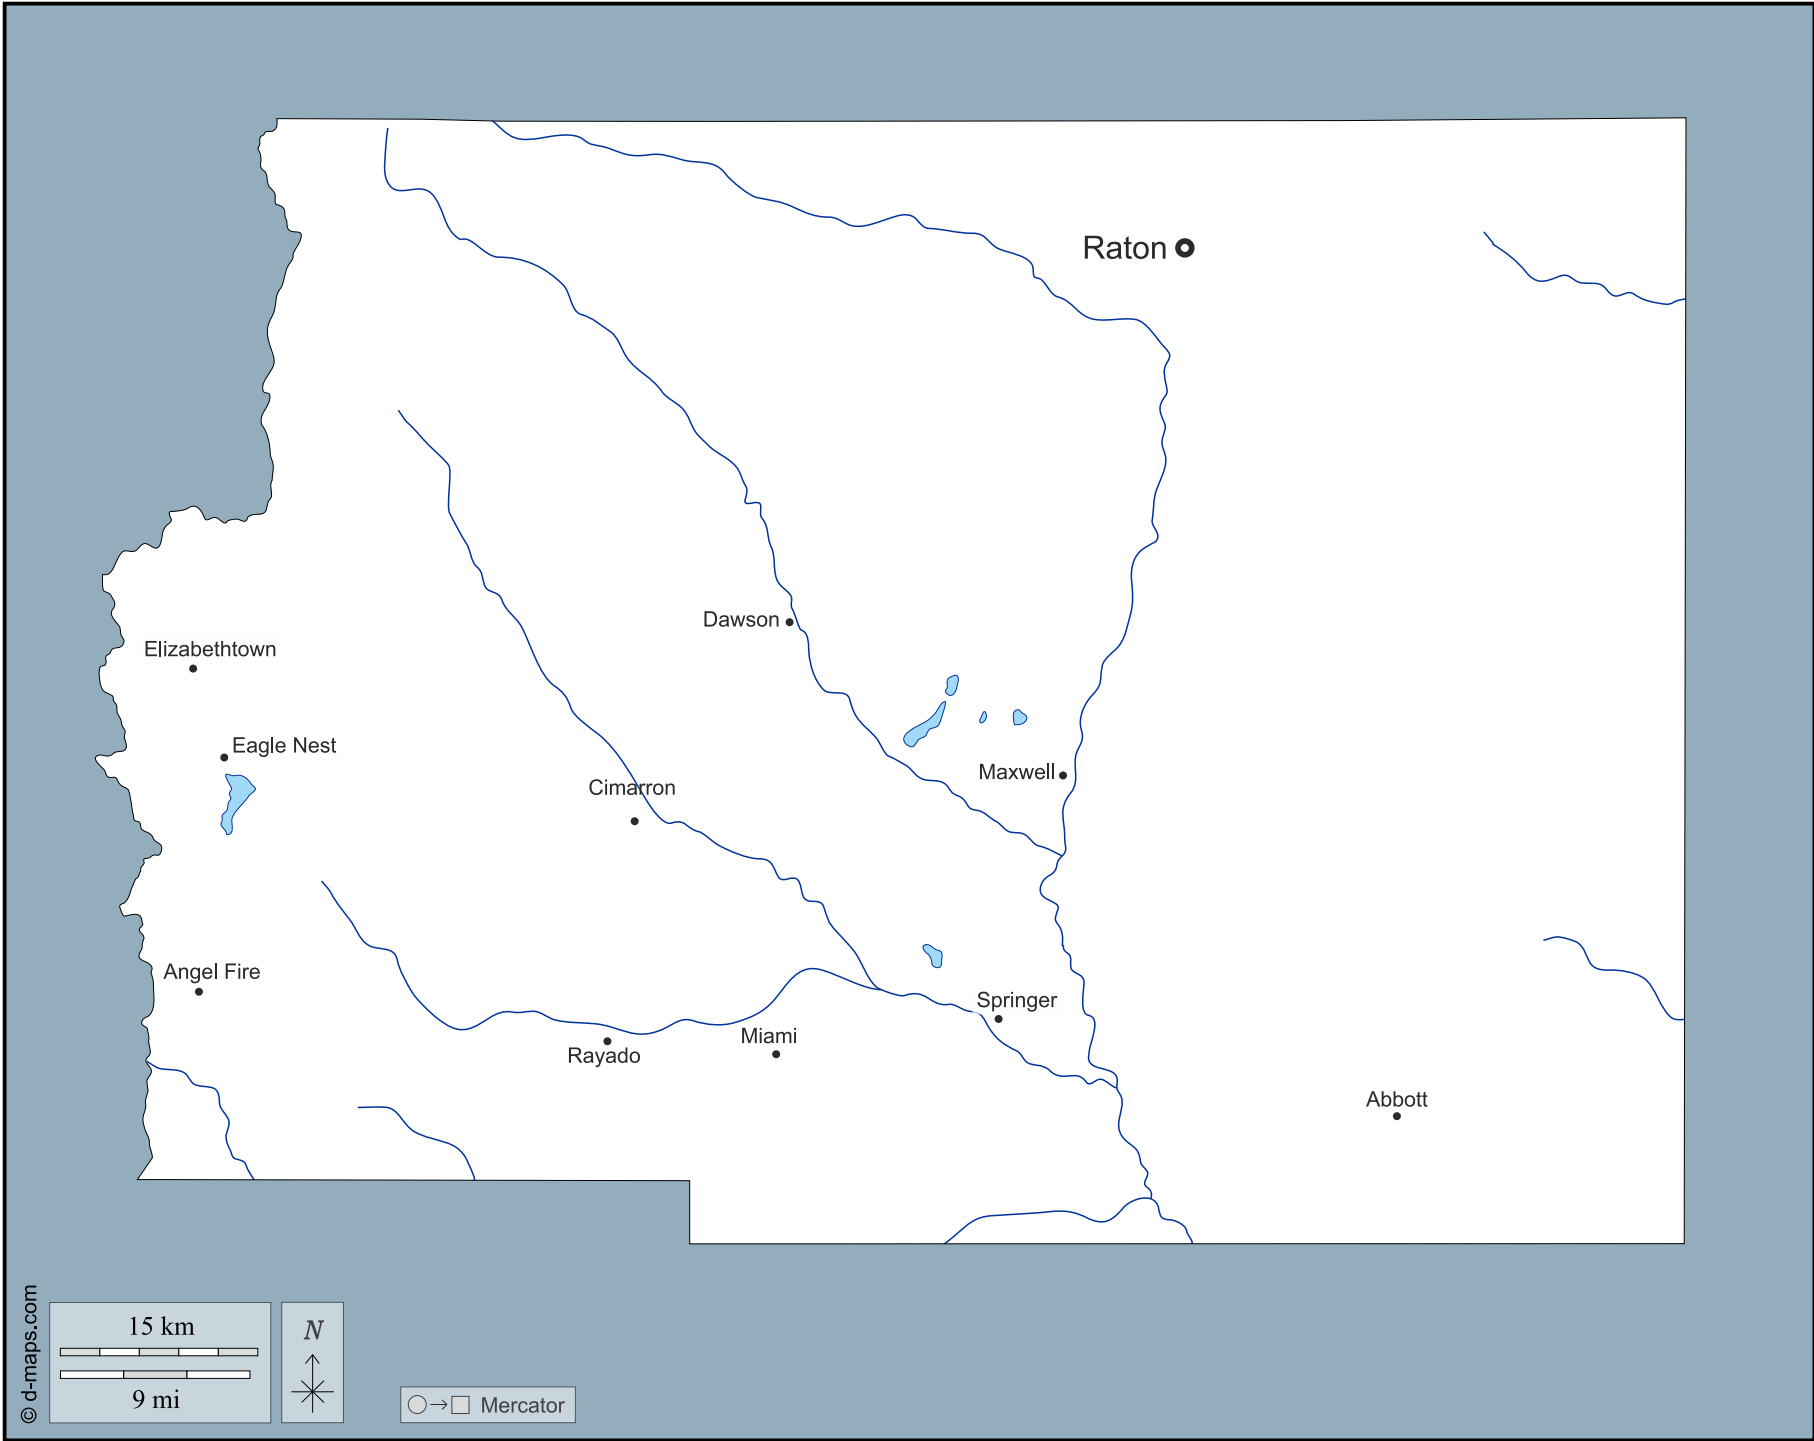 Raton
Dawson
Elizabethtown
Eagle Nest
Maxwell
Cimarron
Angel Fire
Springer
Miami
Rayado
Abbott
© d-maps.com
15 km
9 mi
N
Mercator